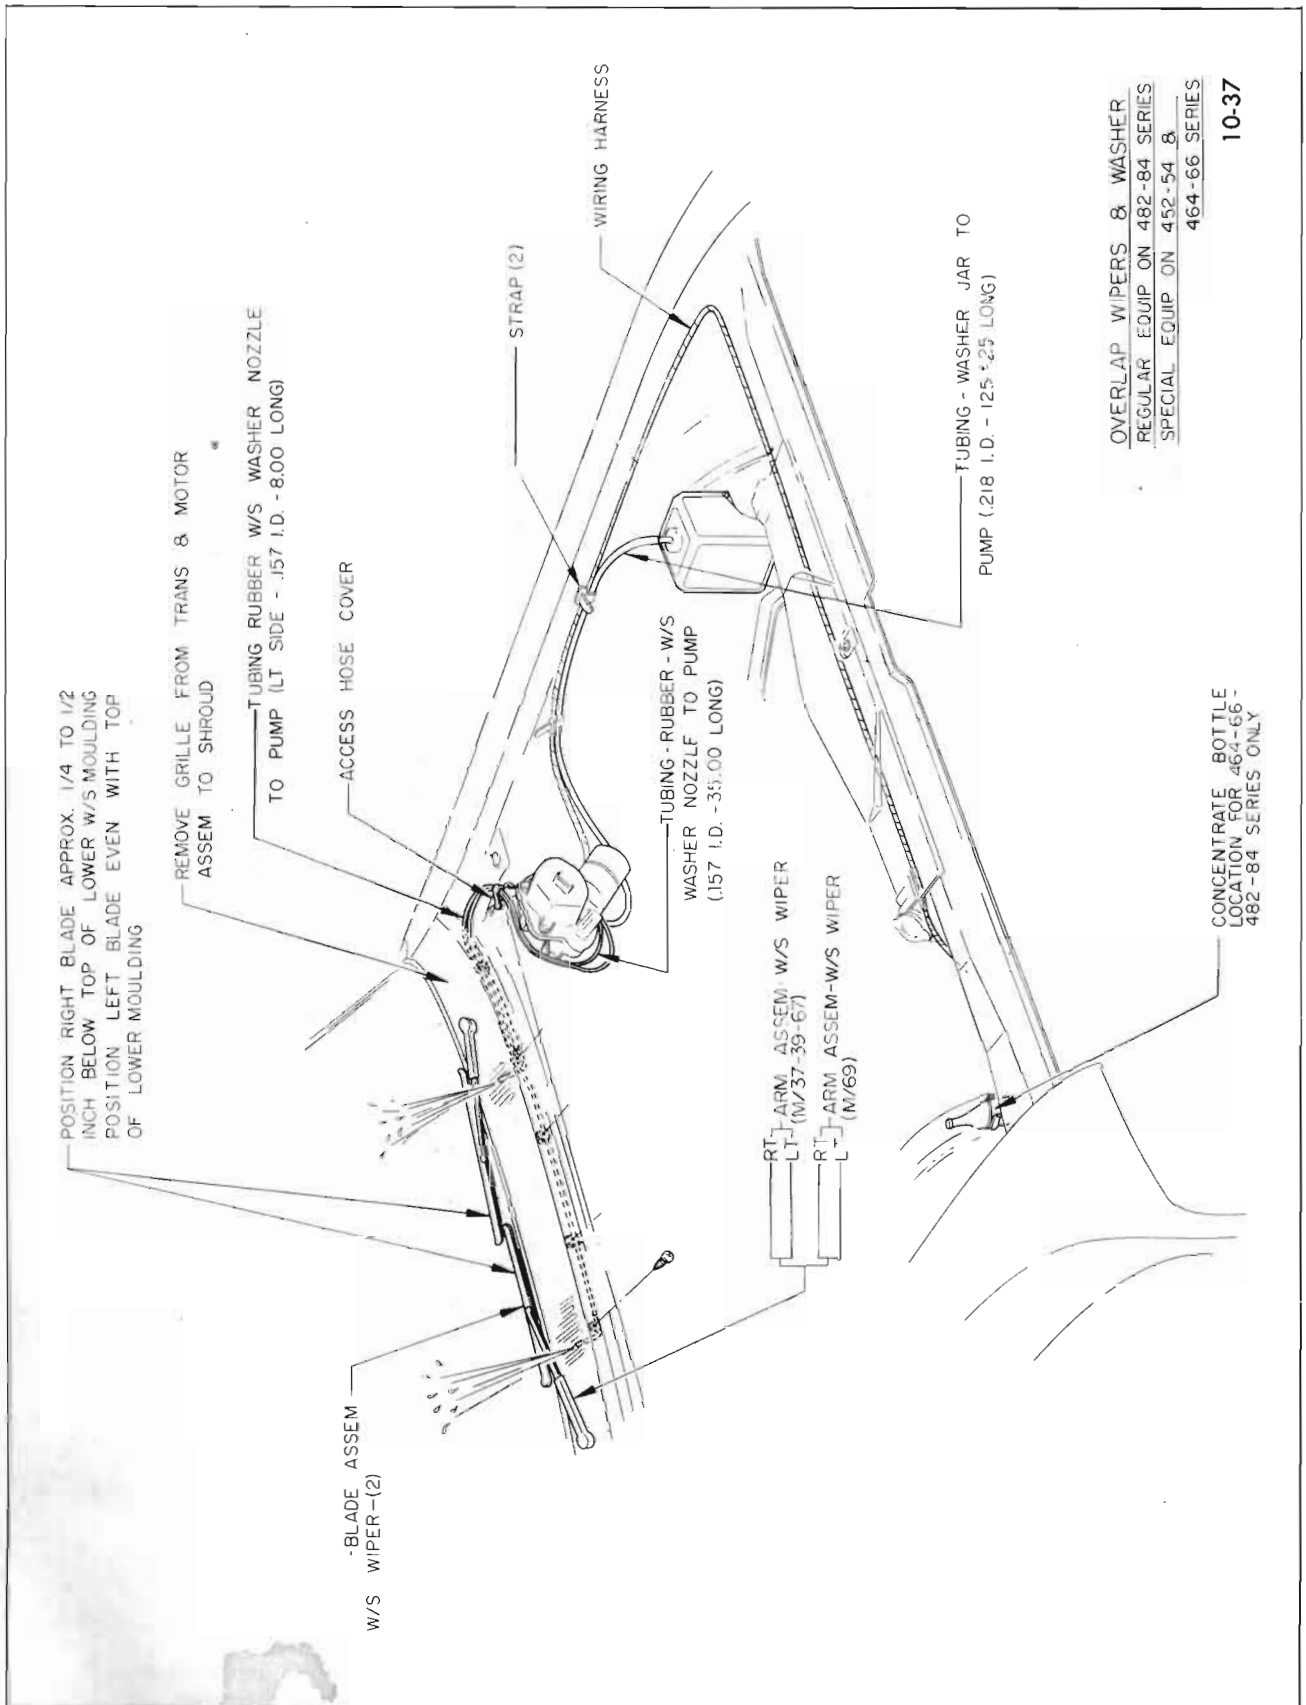 POSITION RIGHT BLADE APPROX. 1/4 TO 1/2
INCH BELOW TOP OF LOWER W/S MOULDING
POSITION LEFT BLADE EVEN WITH TOP
OF LOWER MOULDING
REMOVE GRILLE FROM TRANS & MOTOR
ASSEM TO SHROUD
TUBING RUBBER W/S WASHER NOZZLE
TO PUMP (LT SIDE - .157 I.D. - 8.00 LONG)
ACCESS HOSE COVER
STRAP (2)
WIRING HARNESS
-BLADE ASSEM
W/S WIPER-(2)
TUBING-RUBBER-W/S
WASHER NOZZLE TO PUMP
(.157 I.D. - 35.00 LONG)
RT ARM ASSEM-W/S WIPER
LT (M/37-39-67)
RT ARM ASSEM-W/S WIPER
LT (M/69)
TUBING - WASHER JAR TO
PUMP (.218 I.D. - LONG)
CONCENTRATE BOTTLE
LOCATION FOR 464-66-
482-84 SERIES ONLY
OVERLAP WIPERS & WASHER
REGULAR EQUIP ON 482-84 SERIES
SPECIAL EQUIP ON 452-54 &
464-66 SERIES
10-37